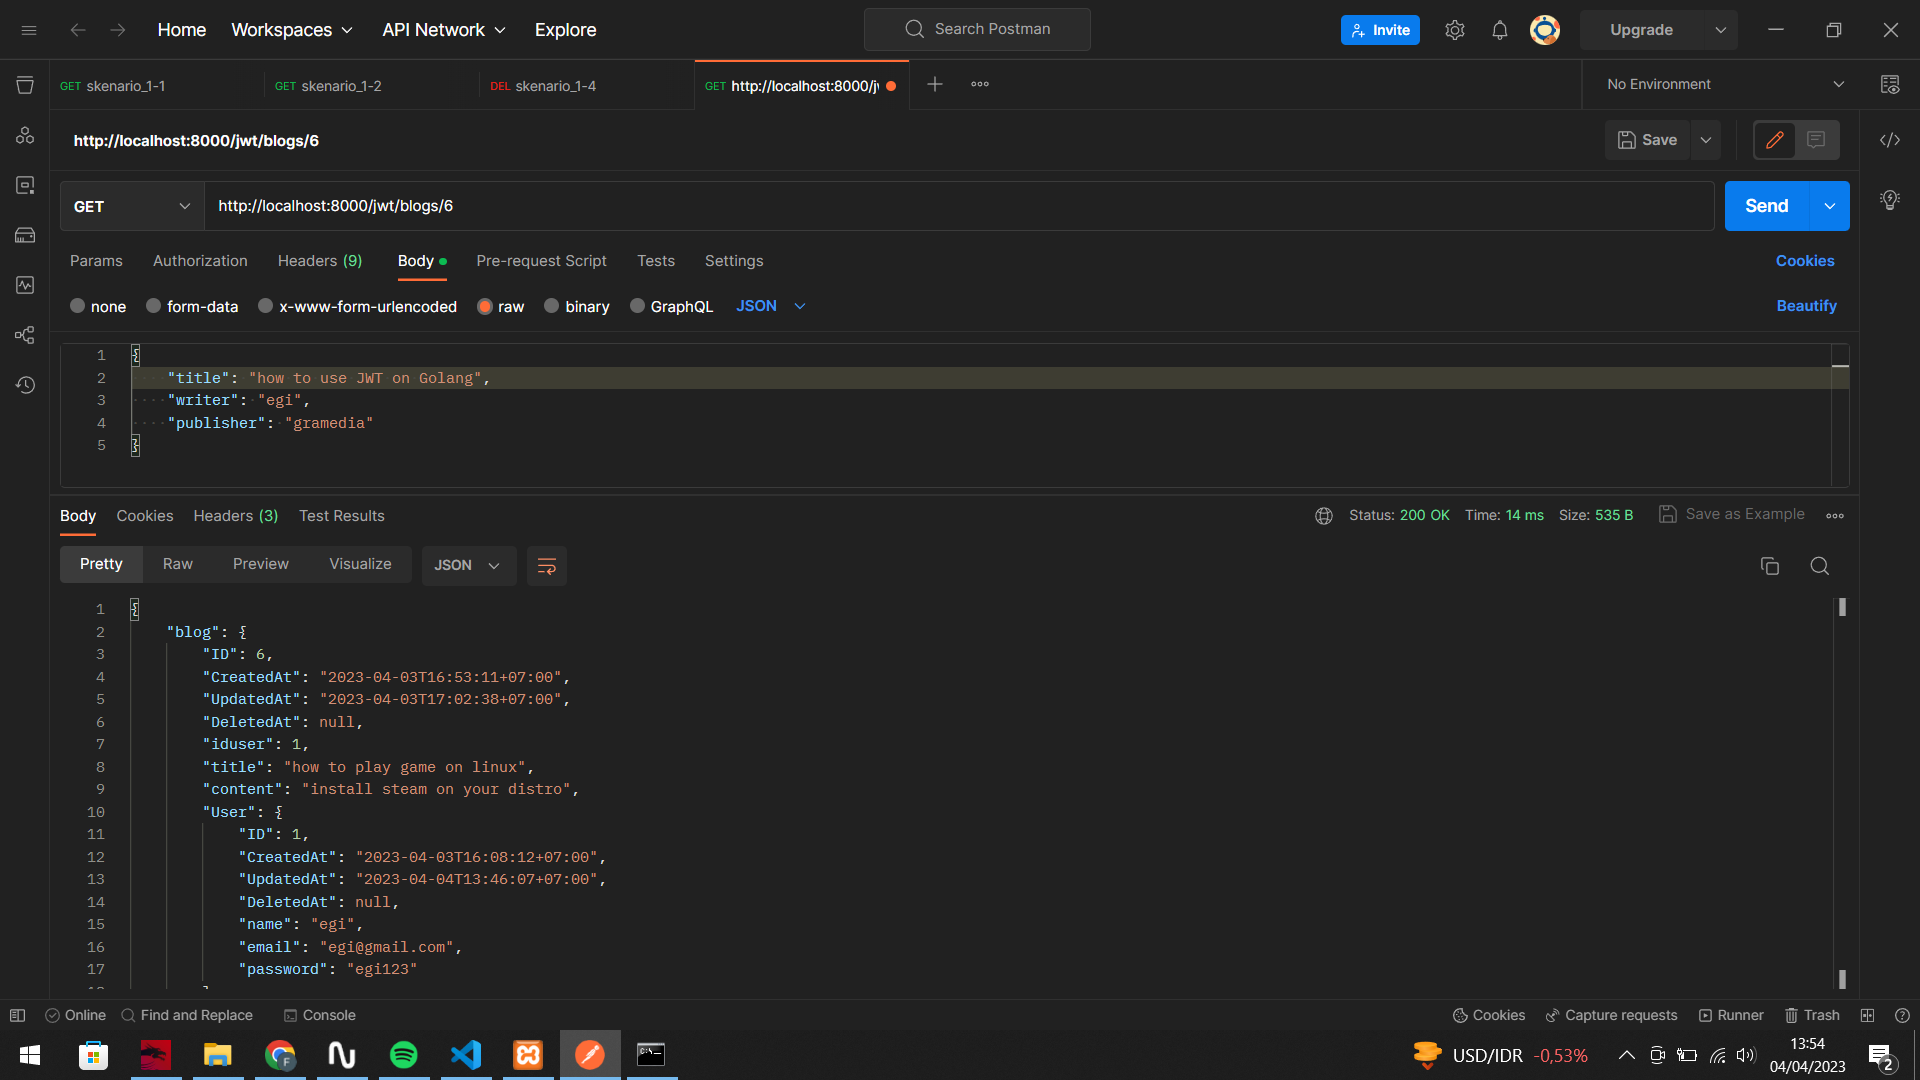 Home Workspaces API Network Explore Search Postman Invite Upgrade
GET skenario_1-1 GET skenario_1-2 DEL skenario_1-4 GET http://localhost:8000/j No Environment
http://localhost:8000/jwt/blogs/6 Save
GET http://localhost:8000/jwt/blogs/6 Send
Params Authorization Headers (9) Body Pre-request Script Tests Settings Cookies
none form-data x-www-form-urlencoded raw binary GraphQL JSON Beautify
1 {
2 "title": "how to use JWT on Golang",
3 "writer": "egi",
4 "publisher": "gramedia"
5 }
Body Cookies Headers (3) Test Results Status: 200 OK Time: 14 ms Size: 535 B Save as Example
Pretty Raw Preview Visualize JSON
1 {
2 "blog": {
3 "ID": 6,
4 "CreatedAt": "2023-04-03T16:53:11+07:00",
5 "UpdatedAt": "2023-04-03T17:02:38+07:00",
6 "DeletedAt": null,
7 "iduser": 1,
8 "title": "how to play game on linux",
9 "content": "install steam on your distro",
10 "User": {
11 "ID": 1,
12 "CreatedAt": "2023-04-03T16:08:12+07:00",
13 "UpdatedAt": "2023-04-04T13:46:07+07:00",
14 "DeletedAt": null,
15 "name": "egi",
16 "email": "egi@gmail.com",
17 "password": "egi123"
Online Find and Replace Console Cookies Capture requests Runner Trash
USD/IDR -0,53% 13:54
04/04/2023 2